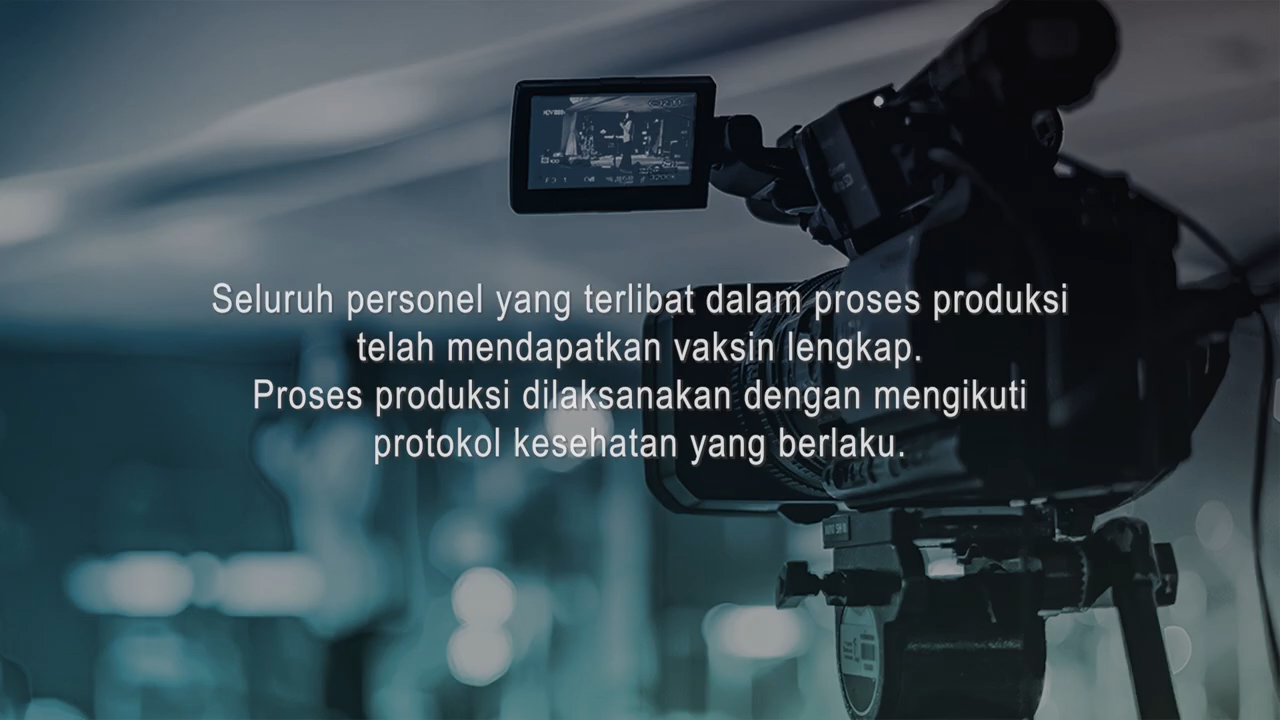 Seluruh personel yang terlibat dalam proses produksi
telah mendapatkan vaksin lengkap.
Proses produksi dilaksanakan dengan mengikuti
protokol kesehatan yang berlaku.